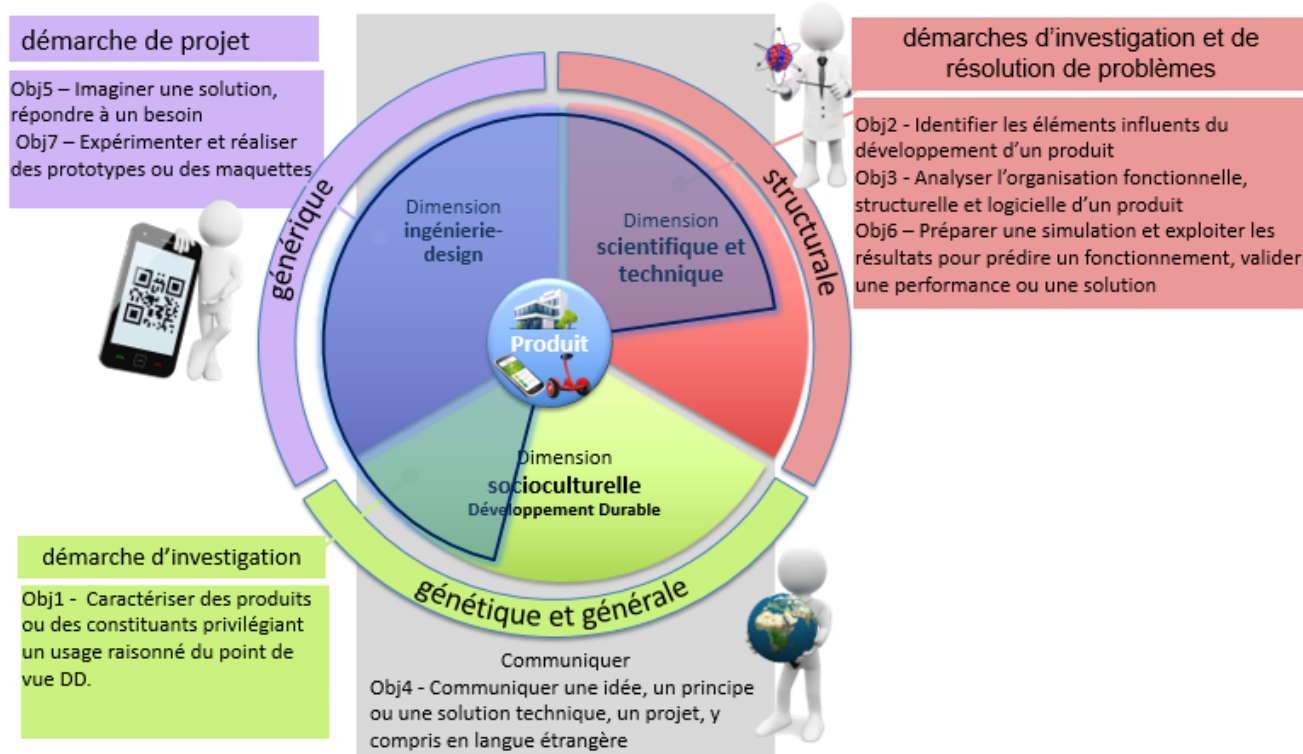 démarche de projet
Obj5 – Imaginer une solution,
répondre à un besoin
Obj7 – Expérimenter et réaliser
des prototypes ou des maquettes
démarches d'investigation et de
résolution de problèmes
Obj2 - Identifier les éléments influents du
développement d'un produit
Obj3 - Analyser l'organisation fonctionnelle,
structurelle et logicielle d'un produit
Obj6 – Préparer une simulation et exploiter les
résultats pour prédire un fonctionnement, valider
une performance ou une solution
générique
structurale
Dimension
ingénierie-
design
Dimension
scientifique et
technique
Produit
Dimension
socioculturelle
Développement Durable
génétique et générale
démarche d'investigation
Obj1 - Caractériser des produits
ou des constituants privilégiant
un usage raisonné du point de
vue DD.
Communiquer
Obj4 - Communiquer une idée, un principe
ou une solution technique, un projet, y
compris en langue étrangère